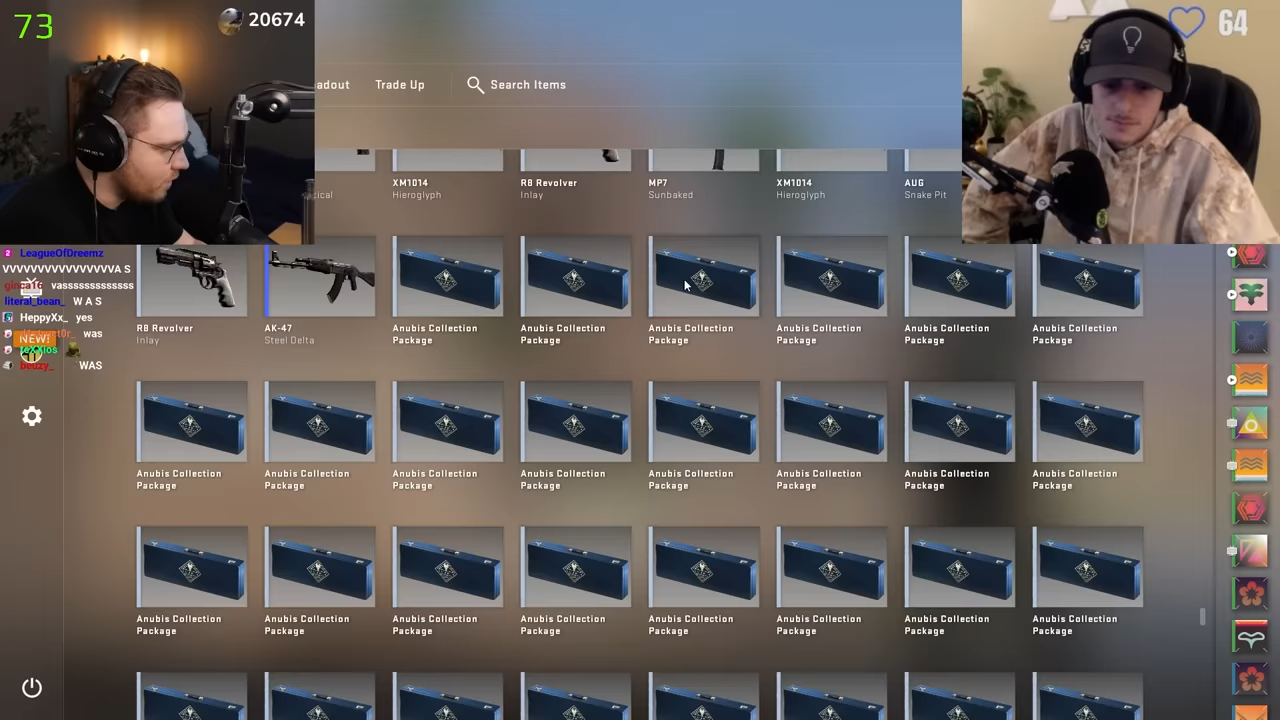 73
20674
64
adout
Trade Up
Search Items
XM1014
Hieroglyph
R8 Revolver
Inlay
MP7
Sunbaked
XM1014
Hieroglyph
AUG
Snake Pit
LeagueOfDreemz
VVVVVVVVVVVVVVVVA S
vasssssssssssss
literal_bean_ W A S
HeppyXx_ yes
was
NEW!
WAS
R8 Revolver
Inlay
AK-47
Steel Delta
Anubis Collection
Package
Anubis Collection
Package
Anubis Collection
Package
Anubis Collection
Package
Anubis Collection
Package
Anubis Collection
Package
Anubis Collection
Package
Anubis Collection
Package
Anubis Collection
Package
Anubis Collection
Package
Anubis Collection
Package
Anubis Collection
Package
Anubis Collection
Package
Anubis Collection
Package
Anubis Collection
Package
Anubis Collection
Package
Anubis Collection
Package
Anubis Collection
Package
Anubis Collection
Package
Anubis Collection
Package
Anubis Collection
Package
Anubis Collection
Package